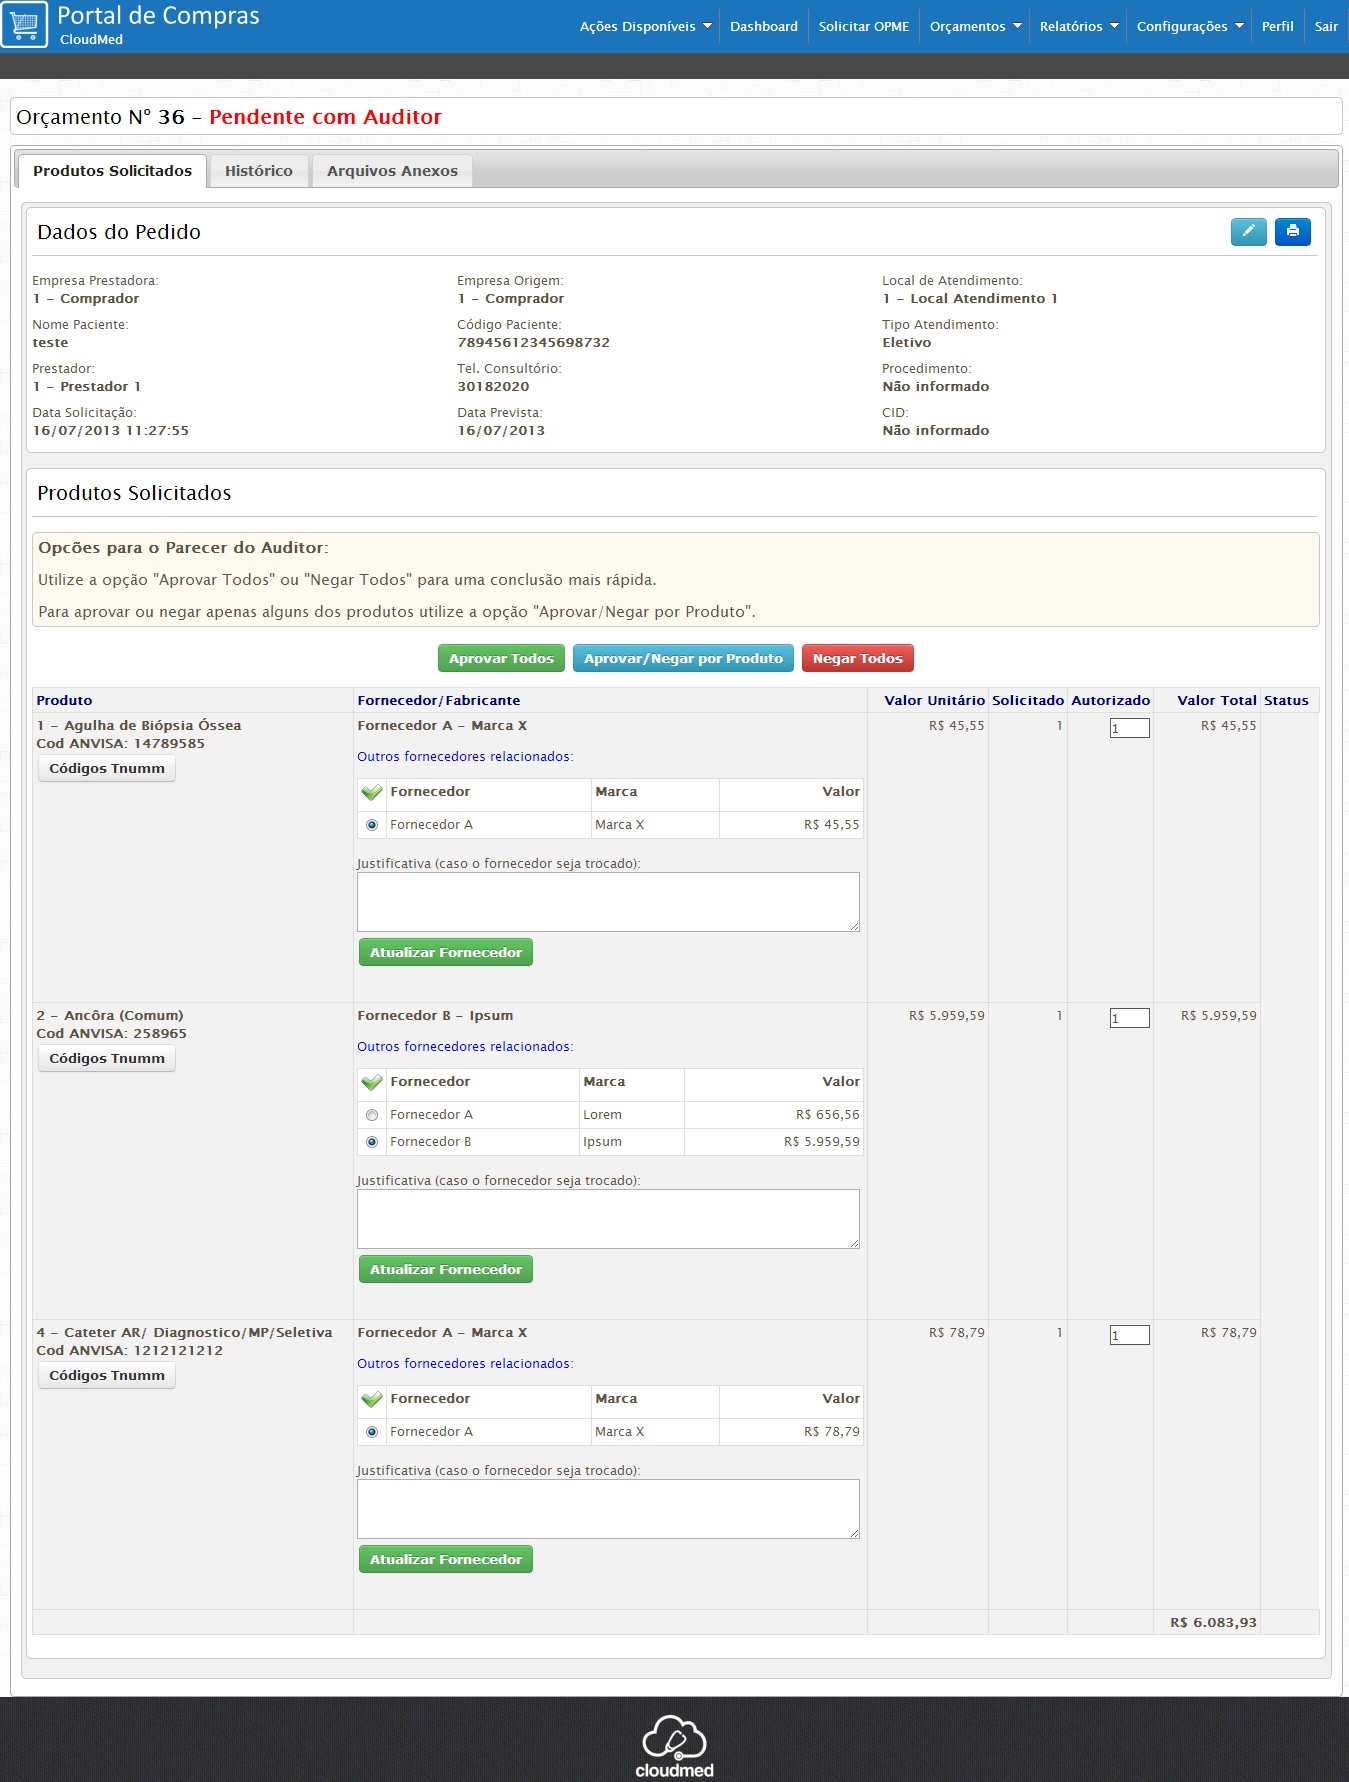 Portal de Compras
CloudMed
Ações Disponíveis Dashboard Solicitar OPME Orçamentos Relatórios Configurações Perfil Sair
Orçamento N° 36 - Pendente com Auditor
Produtos Solicitados Histórico Arquivos Anexos
Dados do Pedido
Empresa Prestadora: Empresa Origem: Local de Atendimento:
1 - Comprador 1 - Comprador 1 - Local Atendimento 1
Nome Paciente: Código Paciente: Tipo Atendimento:
teste 78945612345698732 Eletivo
Prestador: Tel. Consultório: Procedimento:
1 - Prestador 1 30182020 Não informado
Data Solicitação: Data Prevista: CID:
16/07/2013 11:27:55 16/07/2013 Não informado
Produtos Solicitados
Opcões para o Parecer do Auditor:
Utilize a opção "Aprovar Todos" ou "Negar Todos" para uma conclusão mais rápida.
Para aprovar ou negar apenas alguns dos produtos utilize a opção "Aprovar/Negar por Produto".
Aprovar Todos Aprovar/Negar por Produto Negar Todos
Produto Fornecedor/Fabricante Valor Unitário Solicitado Autorizado Valor Total Status
1 - Agulha de Biópsia Óssea Fornecedor A - Marca X R$ 45,55 1 1 R$ 45,55
Cod ANVISA: 14789585
Outros fornecedores relacionados:
Códigos Tnumm
Fornecedor Marca Valor
Fornecedor A Marca X R$ 45,55
Justificativa (caso o fornecedor seja trocado):
Atualizar Fornecedor
2 - Ancôra (Comum) Fornecedor B - Ipsum R$ 5.959,59 1 1 R$ 5.959,59
Cod ANVISA: 258965
Outros fornecedores relacionados:
Códigos Tnumm
Fornecedor Marca Valor
Fornecedor A Lorem R$ 656,56
Fornecedor B Ipsum R$ 5.959,59
Justificativa (caso o fornecedor seja trocado):
Atualizar Fornecedor
4 - Cateter AR/ Diagnostico/MP/Seletiva Fornecedor A - Marca X R$ 78,79 1 1 R$ 78,79
Cod ANVISA: 1212121212
Outros fornecedores relacionados:
Códigos Tnumm
Fornecedor Marca Valor
Fornecedor A Marca X R$ 78,79
Justificativa (caso o fornecedor seja trocado):
Atualizar Fornecedor
R$ 6.083,93
cloudmed